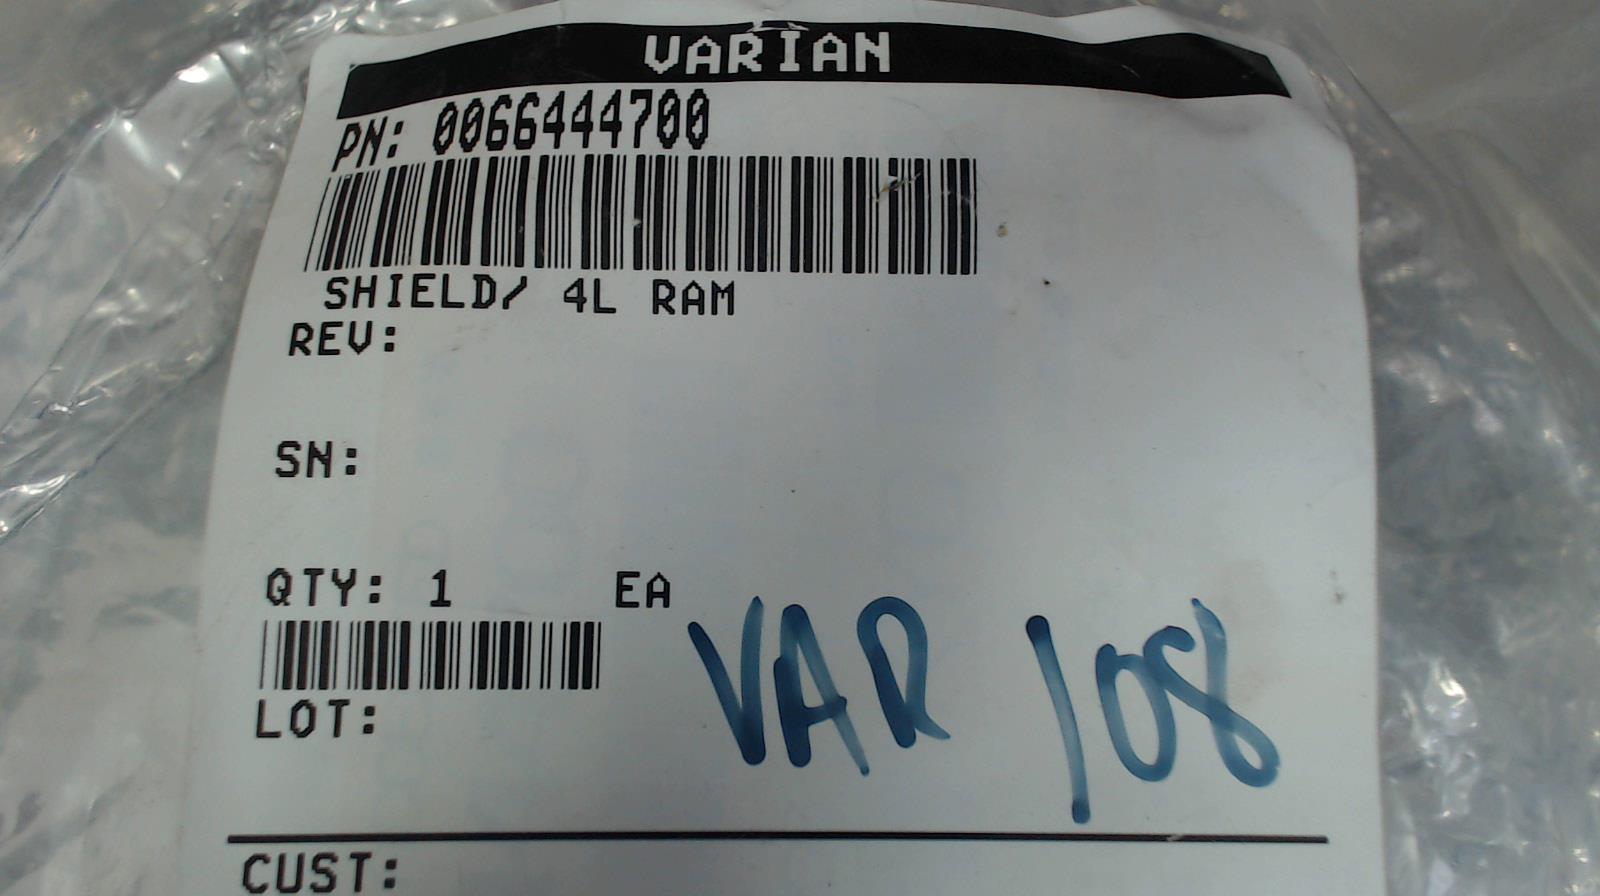 VARIAN
PN: 0066444700
SHIELD/ 4L RAM
REV:
SN:
QTY: 1 EA
VAR 108
LOT:
CUST: